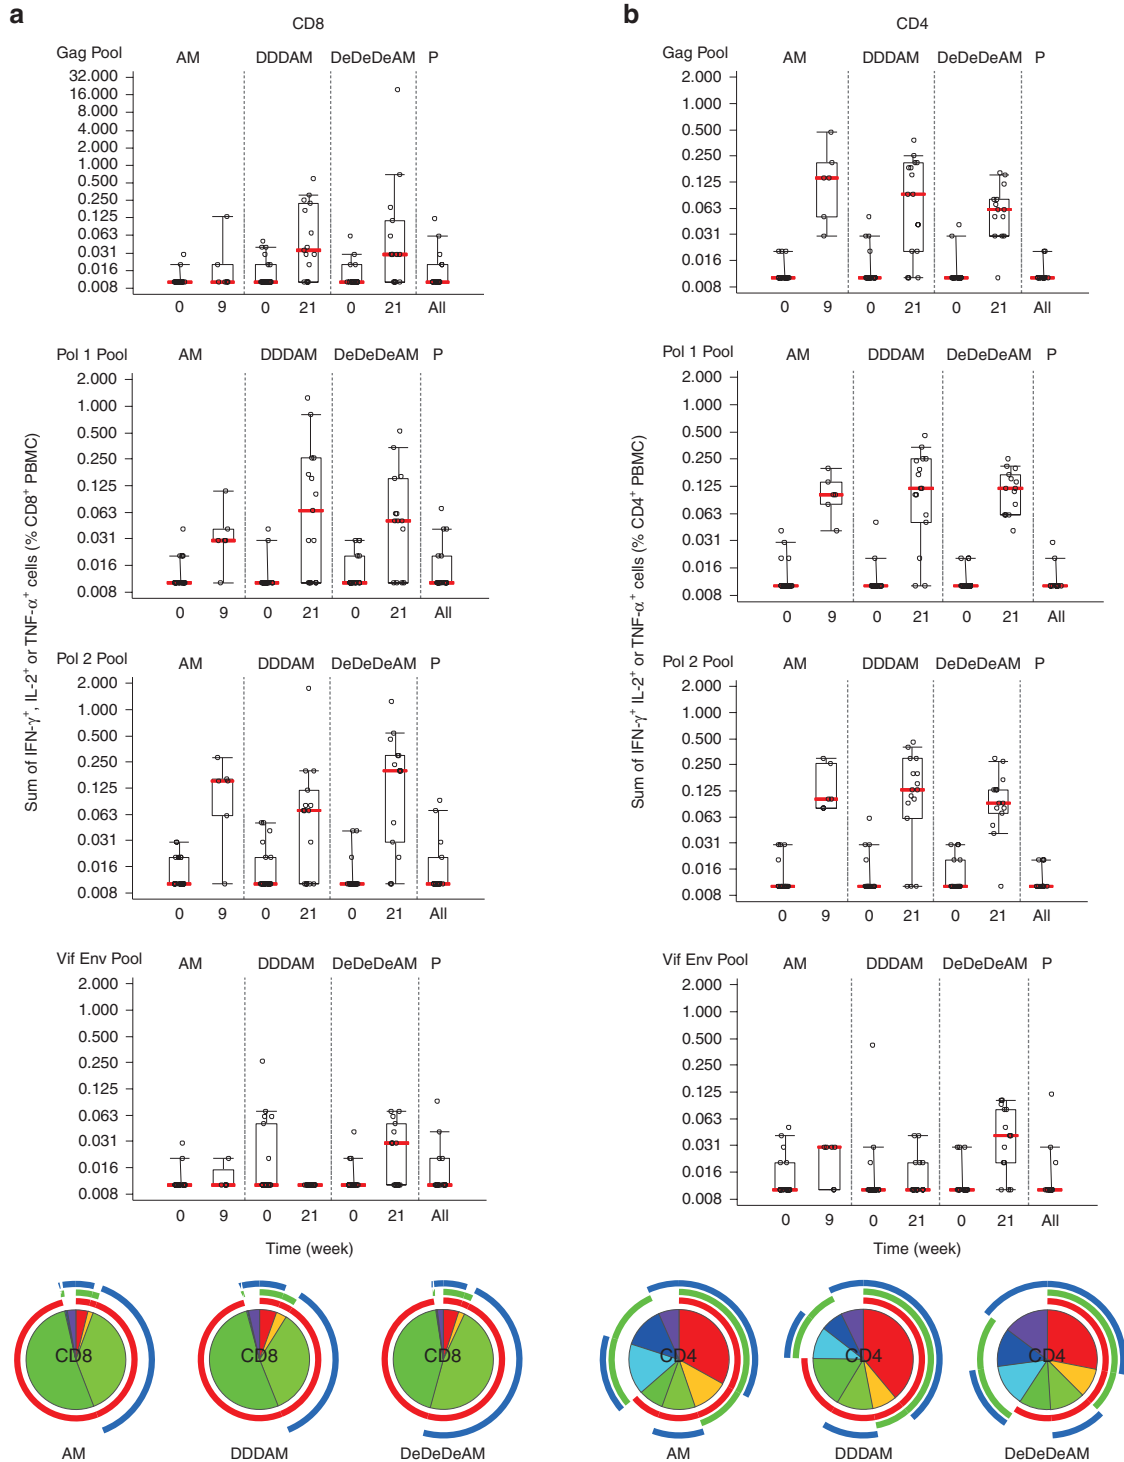 a
CD8
Gag Pool AM DDDAM DeDeDeAM P
32.000
16.000
8.000
4.000
2.000
1.000
0.500
0.250
0.125
0.063
0.031
0.016
0.008
0 9 0 21 0 21 All
Pol 1 Pool AM DDDAM DeDeDeAM P
2.000
1.000
0.500
0.250
0.125
0.063
0.031
0.016
0.008
0 9 0 21 0 21 All
Sum of IFN-γ⁺, IL-2⁺ or TNF-α⁺ cells (% CD8⁺ PBMC)
Pol 2 Pool AM DDDAM DeDeDeAM P
2.000
1.000
0.500
0.250
0.125
0.063
0.031
0.016
0.008
0 9 0 21 0 21 All
Vif Env Pool AM DDDAM DeDeDeAM P
2.000
1.000
0.500
0.250
0.125
0.063
0.031
0.016
0.008
0 9 0 21 0 21 All
Time (week)
CD8 CD8 CD8
AM DDDAM DeDeDeAM
b
CD4
Gag Pool AM DDDAM DeDeDeAM P
2.000
1.000
0.500
0.250
0.125
0.063
0.031
0.016
0.008
0 9 0 21 0 21 All
Pol 1 Pool AM DDDAM DeDeDeAM P
2.000
1.000
0.500
0.250
0.125
0.063
0.031
0.016
0.008
0 9 0 21 0 21 All
Sum of IFN-γ⁺ IL-2⁺ or TNF-α⁺ cells (% CD4⁺ PBMC)
Pol 2 Pool AM DDDAM DeDeDeAM P
2.000
1.000
0.500
0.250
0.125
0.063
0.031
0.016
0.008
0 9 0 21 0 21 All
Vif Env Pool AM DDDAM DeDeDeAM P
2.000
1.000
0.500
0.250
0.125
0.063
0.031
0.016
0.008
0 9 0 21 0 21 All
Time (week)
CD4 CD4 CD4
AM DDDAM DeDeDeAM